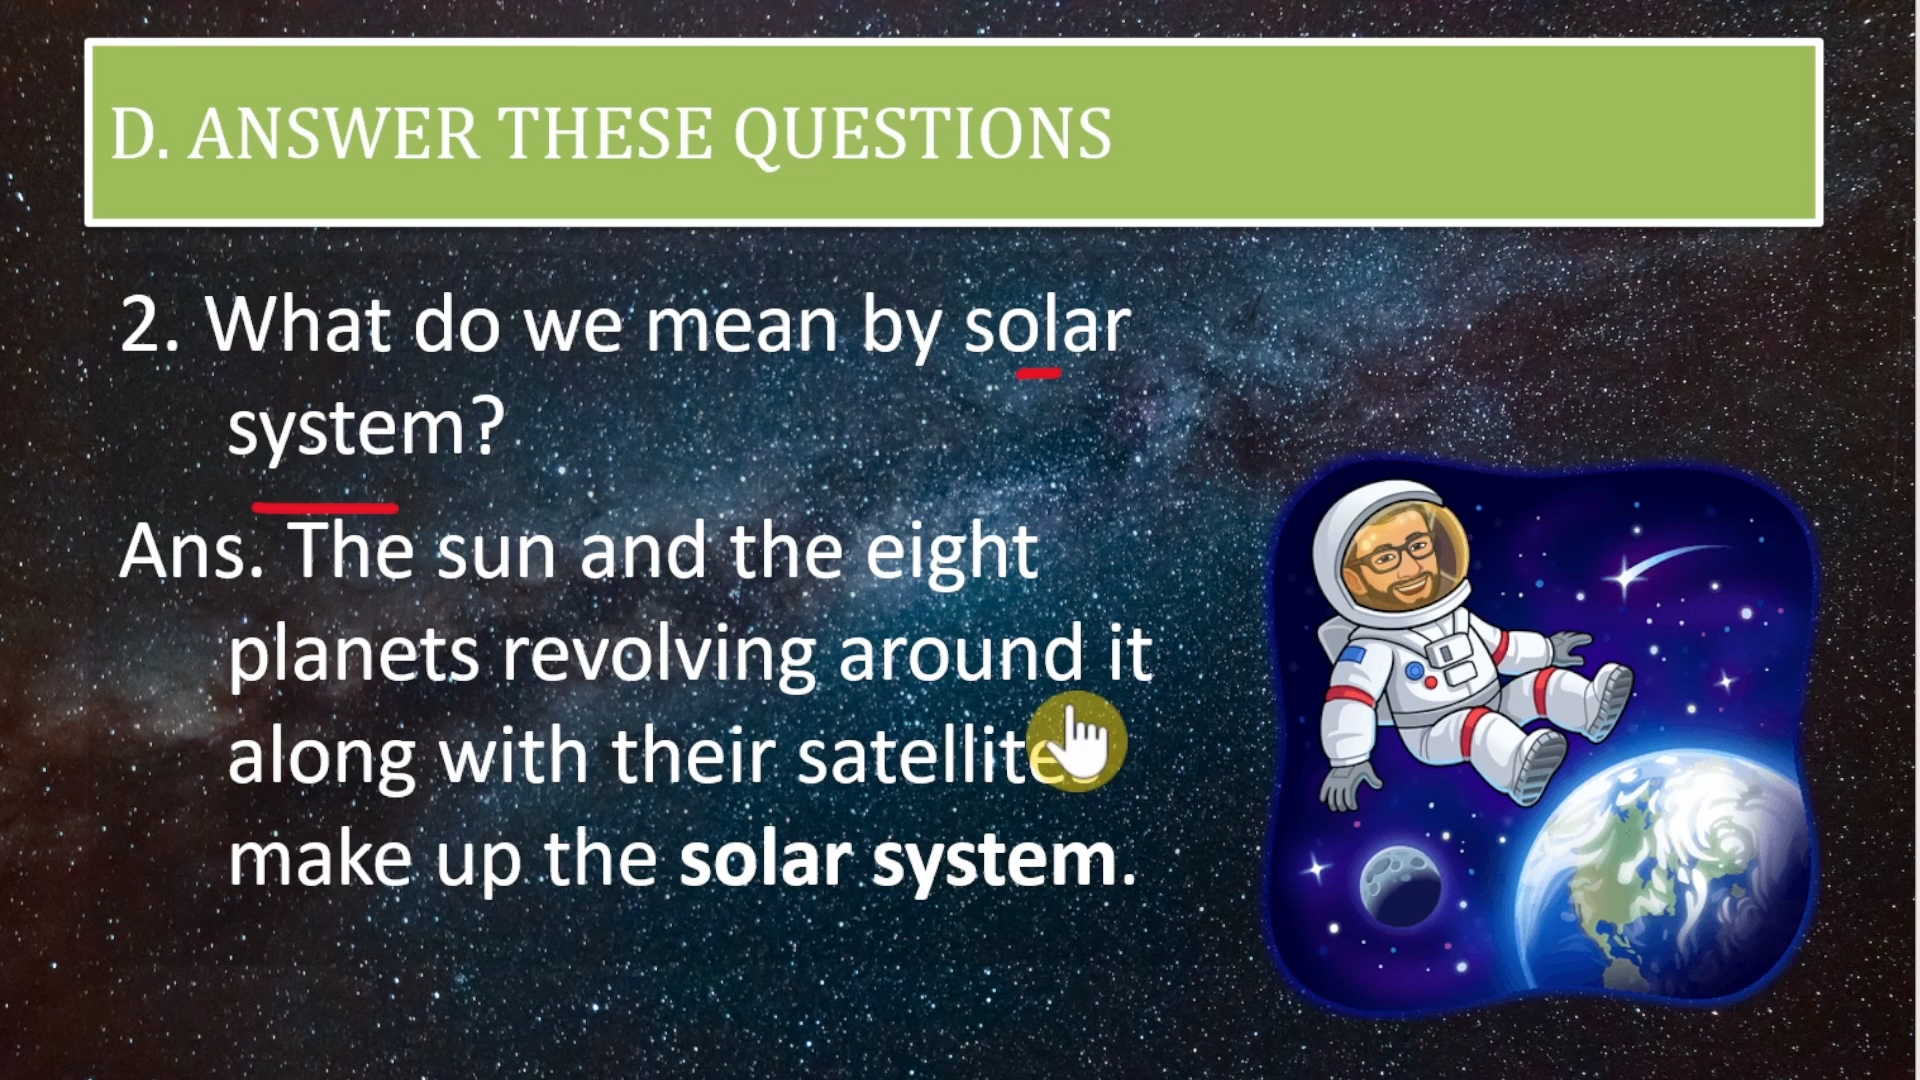 D. ANSWER THESE QUESTIONS
2. What do we mean by solar
system?
Ans. The sun and the eight
planets revolving around it
along with their satellites
make up the solar system.